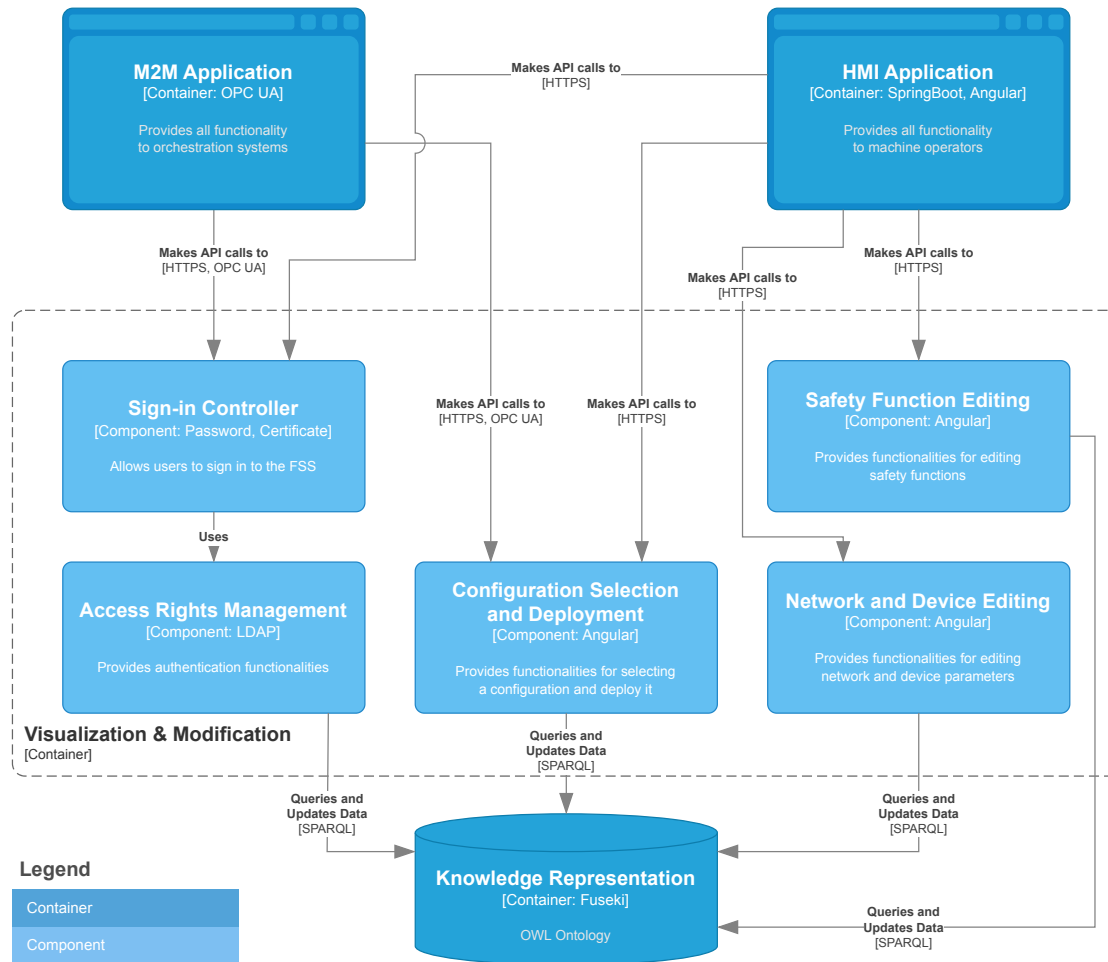 M2M Application
[Container: OPC UA]
Provides all functionality
to orchestration systems
Makes API calls to
[HTTPS]
HMI Application
[Container: SpringBoot, Angular]
Provides all functionality
to machine operators
Makes API calls to
[HTTPS, OPC UA]
Makes API calls to
[HTTPS]
Makes API calls to
[HTTPS]
Sign-in Controller
[Component: Password, Certificate]
Allows users to sign in to the FSS
Makes API calls to
[HTTPS, OPC UA]
Makes API calls to
[HTTPS]
Safety Function Editing
[Component: Angular]
Provides functionalities for editing
safety functions
Uses
Access Rights Management
[Component: LDAP]
Provides authentication functionalities
Configuration Selection
and Deployment
[Component: Angular]
Provides functionalities for selecting
a configuration and deploy it
Network and Device Editing
[Component: Angular]
Provides functionalities for editing
network and device parameters
Visualization & Modification
[Container]
Queries and
Updates Data
[SPARQL]
Queries and
Updates Data
[SPARQL]
Queries and
Updates Data
[SPARQL]
Knowledge Representation
[Container: Fuseki]
OWL Ontology
Queries and
Updates Data
[SPARQL]
Legend
Container
Component